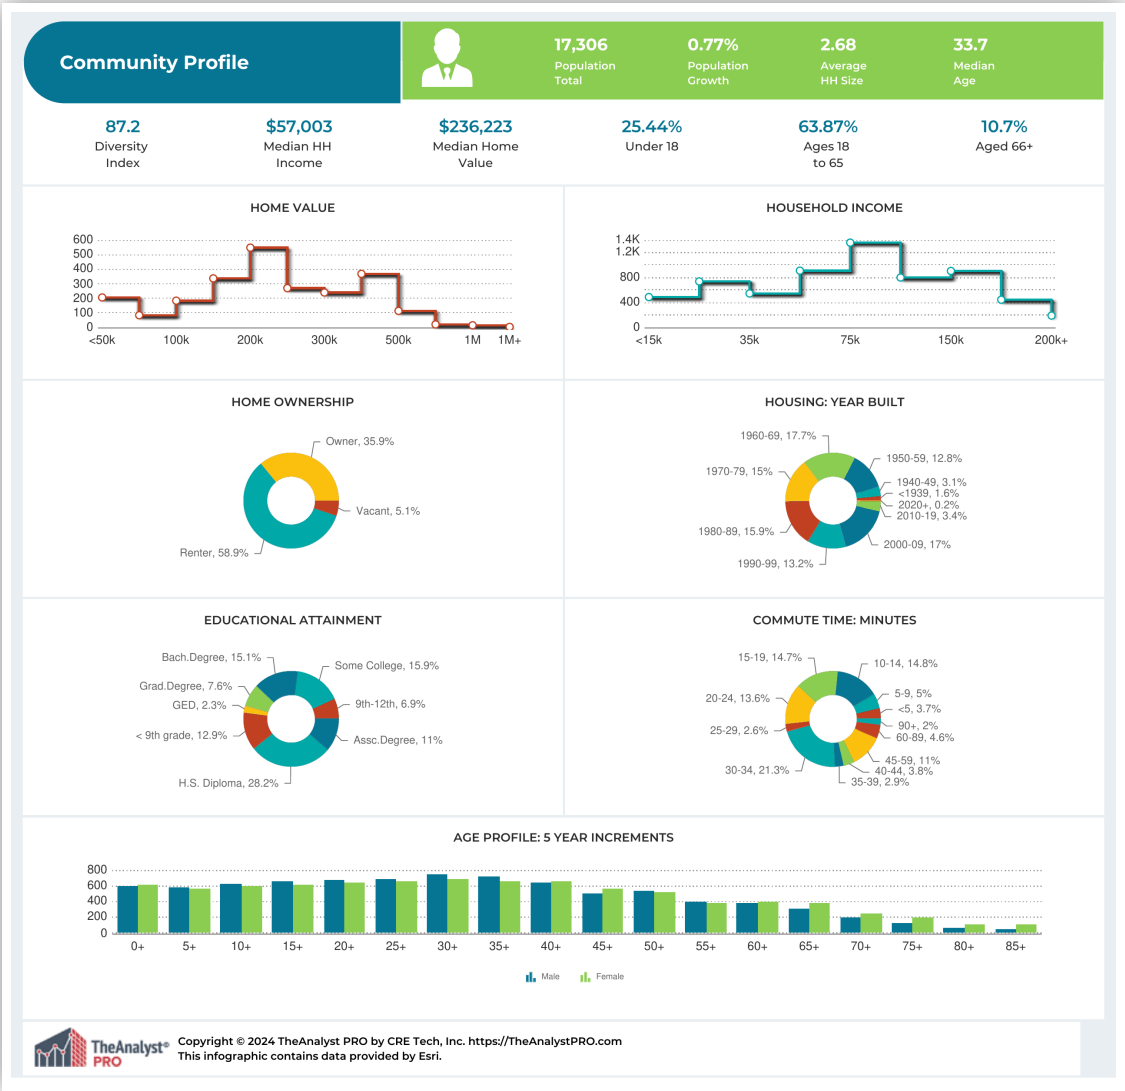 Community Profile
17,306
Population
Total
0.77%
Population
Growth
2.68
Average
HH Size
33.7
Median
Age
87.2
Diversity
Index
$57,003
Median HH
Income
$236,223
Median Home
Value
25.44%
Under 18
63.87%
Ages 18
to 65
10.7%
Aged 66+
HOME VALUE
600
500
400
300
200
100
0
<50k 100k 200k 300k 500k 1M 1M+
HOUSEHOLD INCOME
1.4K
1.2K
800
400
0
<15k 35k 75k 150k 200k+
HOME OWNERSHIP
Owner, 35.9%
Vacant, 5.1%
Renter, 58.9%
HOUSING: YEAR BUILT
1960-69, 17.7%
1950-59, 12.8%
1970-79, 15%
1940-49, 3.1%
<1939, 1.6%
2020+, 0.2%
2010-19, 3.4%
1980-89, 15.9%
2000-09, 17%
1990-99, 13.2%
EDUCATIONAL ATTAINMENT
Bach.Degree, 15.1%
Some College, 15.9%
Grad.Degree, 7.6%
GED, 2.3%
9th-12th, 6.9%
< 9th grade, 12.9%
Assc.Degree, 11%
H.S. Diploma, 28.2%
COMMUTE TIME: MINUTES
15-19, 14.7%
10-14, 14.8%
5-9, 5%
20-24, 13.6%
<5, 3.7%
90+, 2%
25-29, 2.6%
60-89, 4.6%
45-59, 11%
30-34, 21.3%
40-44, 3.8%
35-39, 2.9%
AGE PROFILE: 5 YEAR INCREMENTS
800
600
400
200
0
0+ 5+ 10+ 15+ 20+ 25+ 30+ 35+ 40+ 45+ 50+ 55+ 60+ 65+ 70+ 75+ 80+ 85+
Male Female
TheAnalyst®
PRO
Copyright © 2024 TheAnalyst PRO by CRE Tech, Inc. https://TheAnalystPRO.com
This infographic contains data provided by Esri.